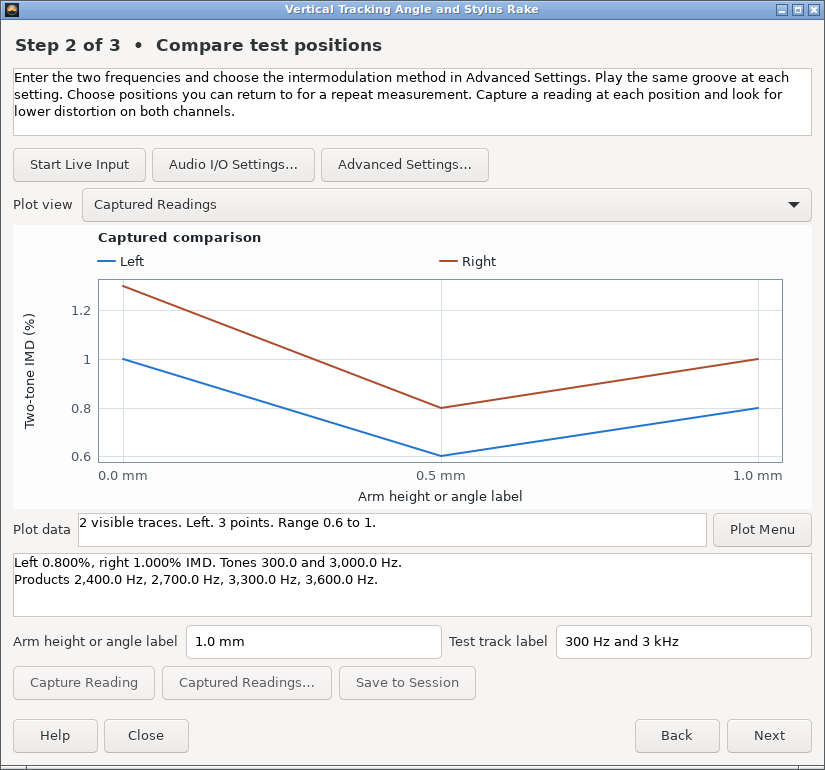 Vertical Tracking Angle and Stylus Rake
Step 2 of 3 • Compare test positions
Enter the two frequencies and choose the intermodulation method in Advanced Settings. Play the same groove at each
setting. Choose positions you can return to for a repeat measurement. Capture a reading at each position and look for
lower distortion on both channels.
Start Live Input Audio I/O Settings... Advanced Settings...
Plot view Captured Readings
Captured comparison
Left Right
1.2
1
0.8
0.6
Two-tone IMD (%)
0.0 mm 0.5 mm 1.0 mm
Arm height or angle label
Plot data 2 visible traces. Left. 3 points. Range 0.6 to 1. Plot Menu
Left 0.800%, right 1.000% IMD. Tones 300.0 and 3,000.0 Hz.
Products 2,400.0 Hz, 2,700.0 Hz, 3,300.0 Hz, 3,600.0 Hz.
Arm height or angle label 1.0 mm Test track label 300 Hz and 3 kHz
Capture Reading Captured Readings... Save to Session
Help Close Back Next